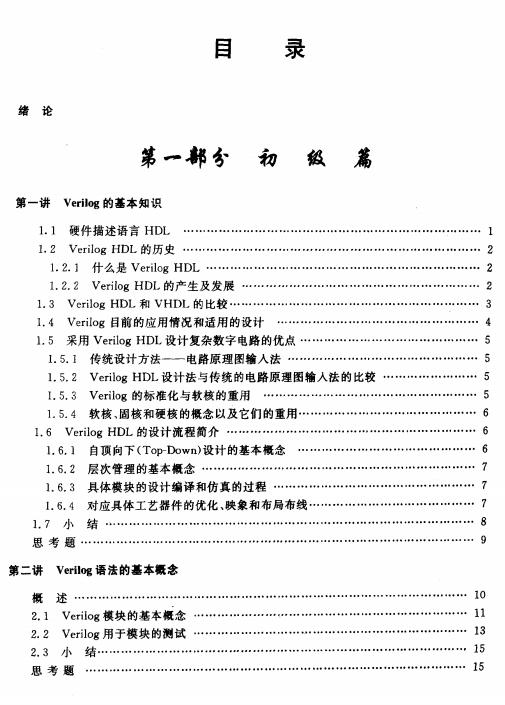 目 录
绪 论
第一部分 初 级 篇
第一讲 Verilog的基本知识
1.1 硬件描述语言 HDL …… 1
1.2 Verilog HDL的历史 …… 2
1.2.1 什么是 Verilog HDL …… 2
1.2.2 Verilog HDL的产生及发展 …… 2
1.3 Verilog HDL 和 VHDL 的比较 …… 3
1.4 Verilog 目前的应用情况和适用的设计 …… 4
1.5 采用 Verilog HDL 设计复杂数字电路的优点 …… 5
1.5.1 传统设计方法——电路原理图输入法 …… 5
1.5.2 Verilog HDL 设计法与传统的电路原理图输入法的比较 …… 5
1.5.3 Verilog 的标准化与软核的重用 …… 5
1.5.4 软核、固核和硬核的概念以及它们的重用 …… 6
1.6 Verilog HDL 的设计流程简介 …… 6
1.6.1 自顶向下(Top-Down)设计的基本概念 …… 6
1.6.2 层次管理的基本概念 …… 7
1.6.3 具体模块的设计编译和仿真的过程 …… 7
1.6.4 对应具体工艺器件的优化、映象和布局布线 …… 7
1.7 小 结 …… 8
思 考 题 …… 9
第二讲 Verilog 语法的基本概念
概 述 …… 10
2.1 Verilog 模块的基本概念 …… 11
2.2 Verilog 用于模块的测试 …… 13
2.3 小 结 …… 15
思 考 题 …… 15